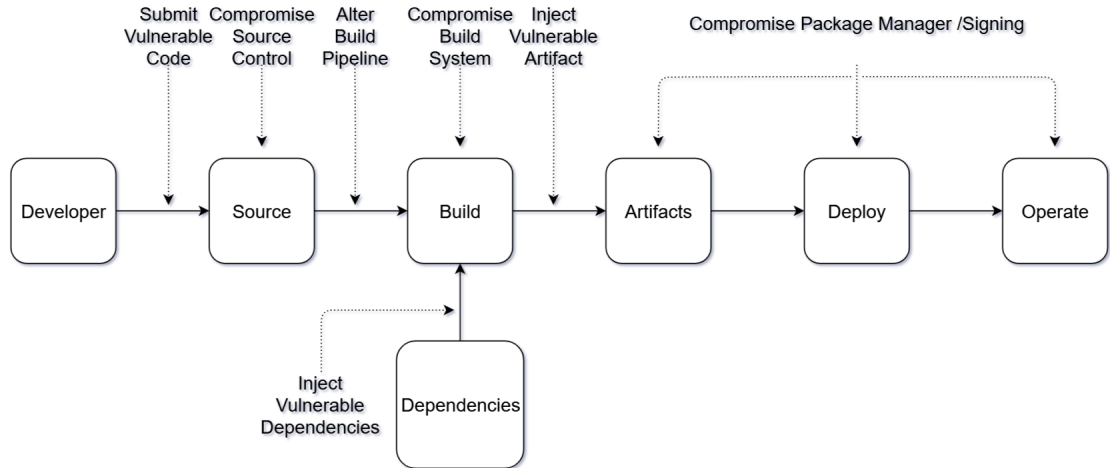 Submit
Vulnerable
Code
Compromise
Source
Control
Alter
Build
Pipeline
Compromise
Build
System
Inject
Vulnerable
Artifact
Compromise Package Manager /Signing
Developer
Source
Build
Artifacts
Deploy
Operate
Inject
Vulnerable
Dependencies
Dependencies